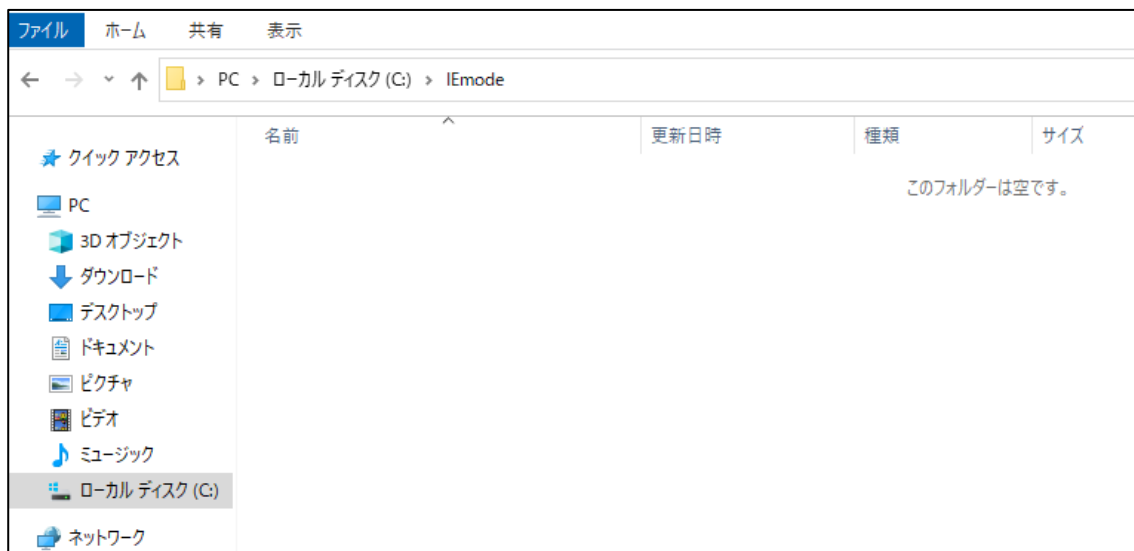 ファイル ホーム 共有 表示
PC › ローカル ディスク (C:) › IEmode
名前 更新日時 種類 サイズ
このフォルダーは空です。
クイック アクセス
PC
3D オブジェクト
ダウンロード
デスクトップ
ドキュメント
ピクチャ
ビデオ
ミュージック
ローカル ディスク (C:)
ネットワーク